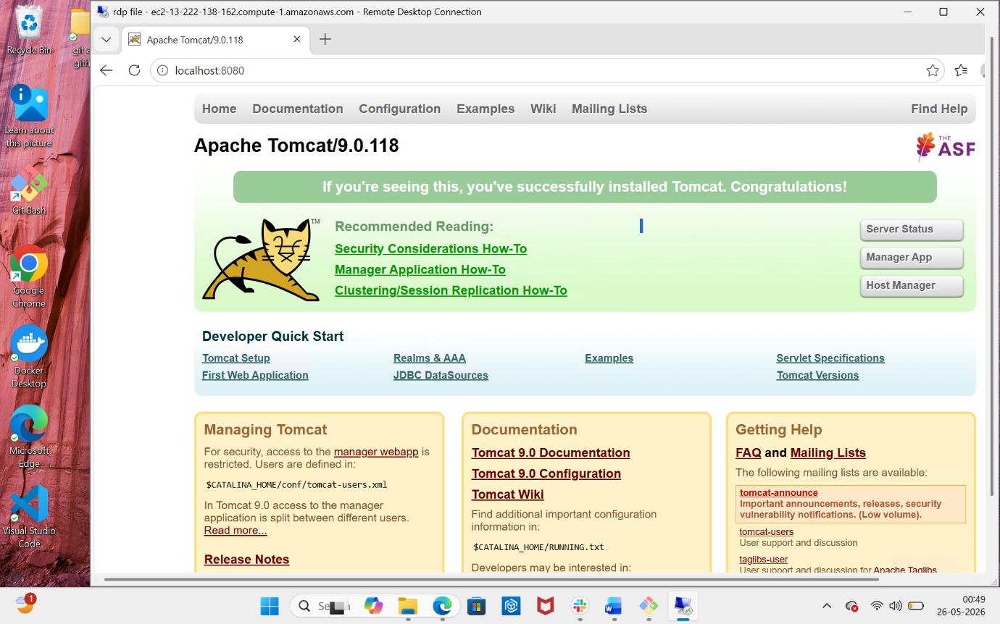 rdp file - ec2-13-222-138-162.compute-1.amazonaws.com - Remote Desktop Connection
Recycle Bin
git a
gith
Learn about
this picture
Git Bash
Google
Chrome
Docker
Desktop
Microsoft
Edge
Visual Studio
Code
Apache Tomcat/9.0.118
localhost:8080
Home Documentation Configuration Examples Wiki Mailing Lists Find Help
Apache Tomcat/9.0.118
THE
ASF
If you're seeing this, you've successfully installed Tomcat. Congratulations!
TM
Recommended Reading:
Security Considerations How-To
Manager Application How-To
Clustering/Session Replication How-To
Server Status
Manager App
Host Manager
Developer Quick Start
Tomcat Setup
First Web Application
Realms & AAA
JDBC DataSources
Examples
Servlet Specifications
Tomcat Versions
Managing Tomcat
For security, access to the manager webapp is
restricted. Users are defined in:
$CATALINA_HOME/conf/tomcat-users.xml
In Tomcat 9.0 access to the manager
application is split between different users.
Read more...
Release Notes
Documentation
Tomcat 9.0 Documentation
Tomcat 9.0 Configuration
Tomcat Wiki
Find additional important configuration
information in:
$CATALINA_HOME/RUNNING.txt
Developers may be interested in:
Getting Help
FAQ and Mailing Lists
The following mailing lists are available:
tomcat-announce
Important announcements, releases, security
vulnerability notifications. (Low volume).
tomcat-users
User support and discussion
taglibs-user
User support and discussion for Apache Taglibs
1
00:49
26-05-2026